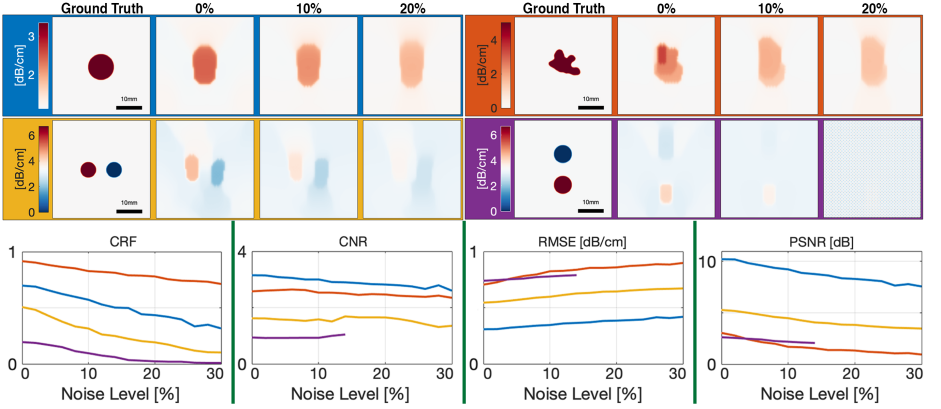 Ground Truth 0% 10% 20% Ground Truth 0% 10% 20%
[dB/cm] 3 2 10mm [dB/cm] 4 2 0 10mm
[dB/cm] 6 4 2 0 10mm [dB/cm] 6 4 2 0 10mm
CRF CNR RMSE [dB/cm] PSNR [dB]
1 4 1 10
0 0 0 0
0 10 20 30 0 10 20 30 0 10 20 30 0 10 20 30
Noise Level [%] Noise Level [%] Noise Level [%] Noise Level [%]